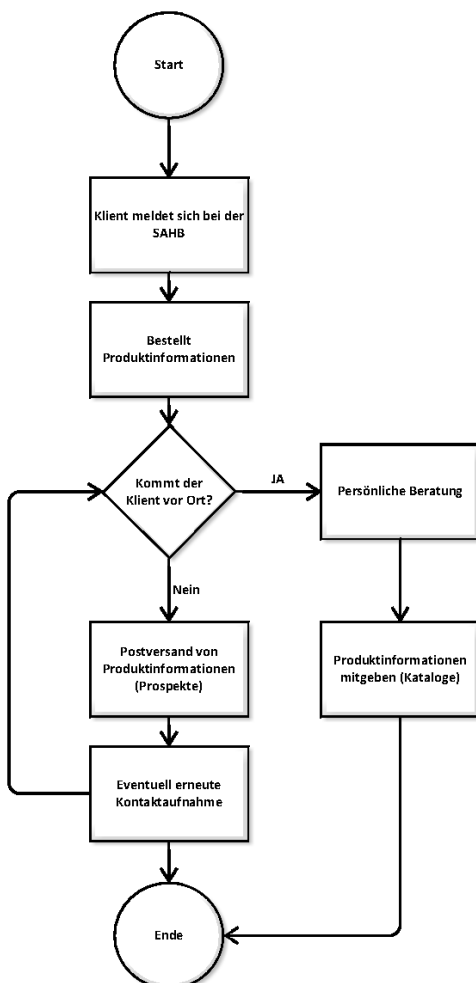 Start
Klient meldet sich bei der
SAHB
Bestellt
Produktinformationen
Kommt der
Klient vor Ort?
JA
Persönliche Beratung
Nein
Postversand von
Produktinformationen
(Prospekte)
Produktinformationen
mitgeben (Kataloge)
Eventuell erneute
Kontaktaufnahme
Ende